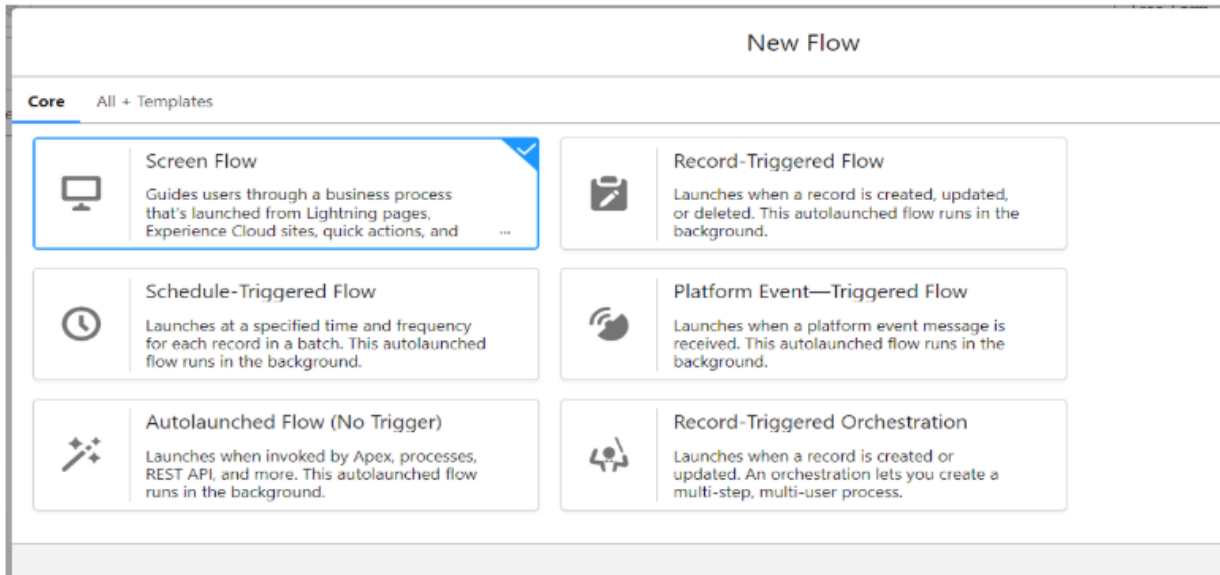 New Flow
Core
All + Templates
Screen Flow
Guides users through a business process
that's launched from Lightning pages,
Experience Cloud sites, quick actions, and ...
Record-Triggered Flow
Launches when a record is created, updated,
or deleted. This autolaunched flow runs in the
background.
Schedule-Triggered Flow
Launches at a specified time and frequency
for each record in a batch. This autolaunched
flow runs in the background.
Platform Event—Triggered Flow
Launches when a platform event message is
received. This autolaunched flow runs in the
background.
Autolaunched Flow (No Trigger)
Launches when invoked by Apex, processes,
REST API, and more. This autolaunched flow
runs in the background.
Record-Triggered Orchestration
Launches when a record is created or
updated. An orchestration lets you create a
multi-step, multi-user process.